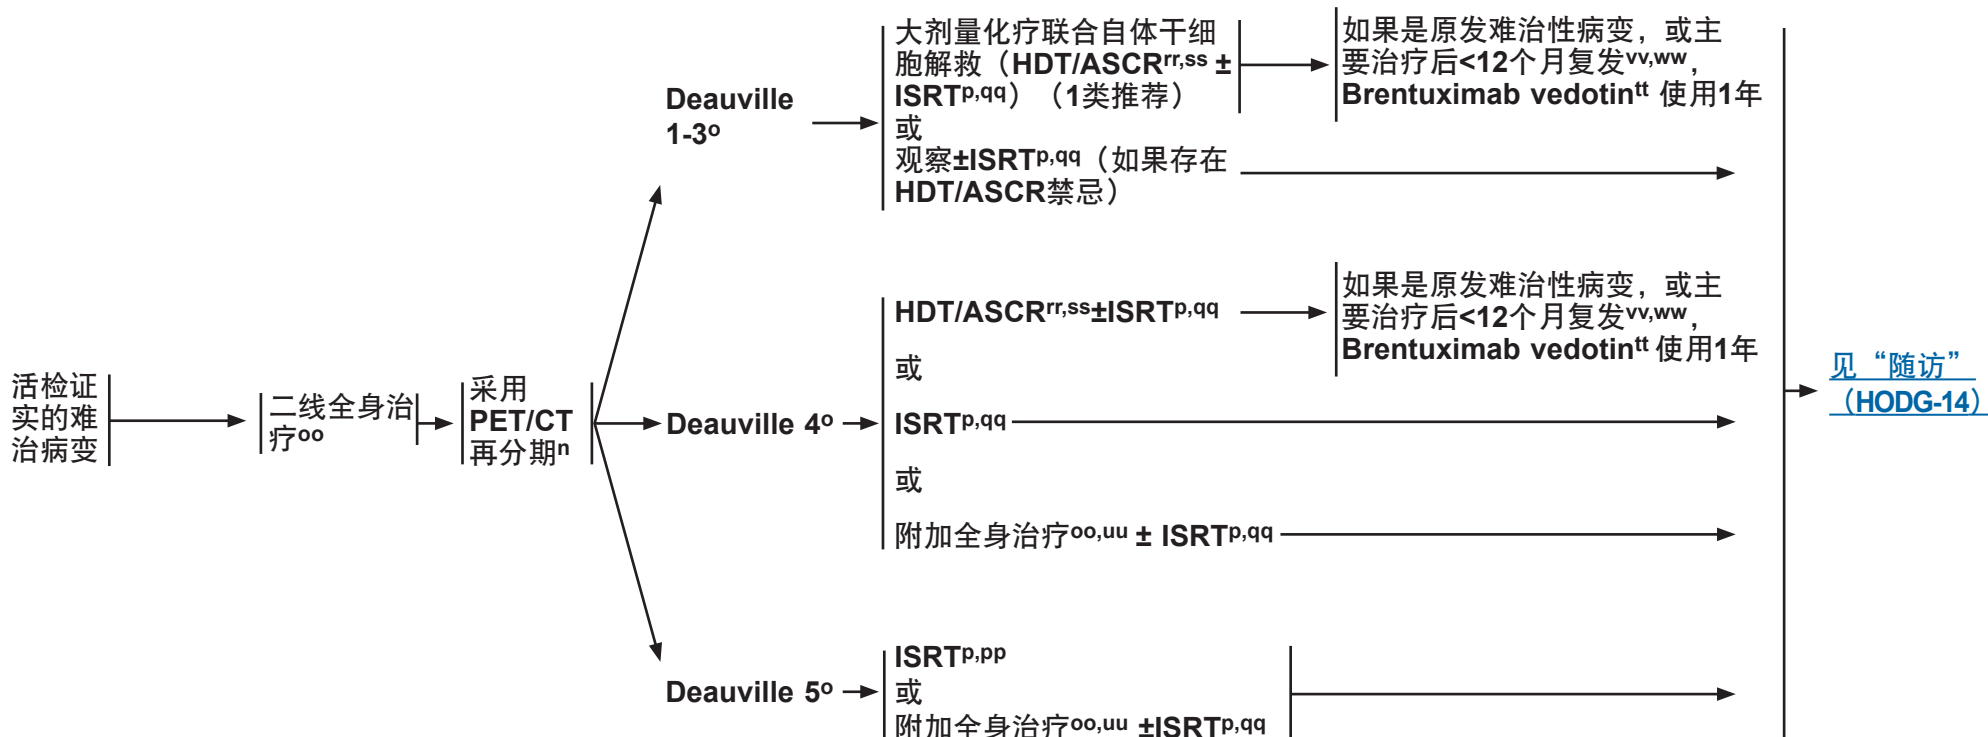 活检证
实的难
治病变
二线全身治
疗oo
采用
PET/CT
再分期n
Deauville
1-3o
大剂量化疗联合自体干细
胞解救（HDT/ASCRrr,ss ±
ISRTp,qq）（1类推荐）
或
观察±ISRTp,qq（如果存在
HDT/ASCR禁忌）
如果是原发难治性病变，或主
要治疗后<12个月复发vv,ww，
Brentuximab vedotintt 使用1年
Deauville 4o
HDT/ASCRrr,ss±ISRTp,qq
或
ISRTp,qq
或
附加全身治疗oo,uu ± ISRTp,qq
如果是原发难治性病变，或主
要治疗后<12个月复发vv,ww，
Brentuximab vedotintt 使用1年
Deauville 5o
ISRTp,pp
或
附加全身治疗oo,uu ±ISRTp,qq
见“随访”
（HODG-14）